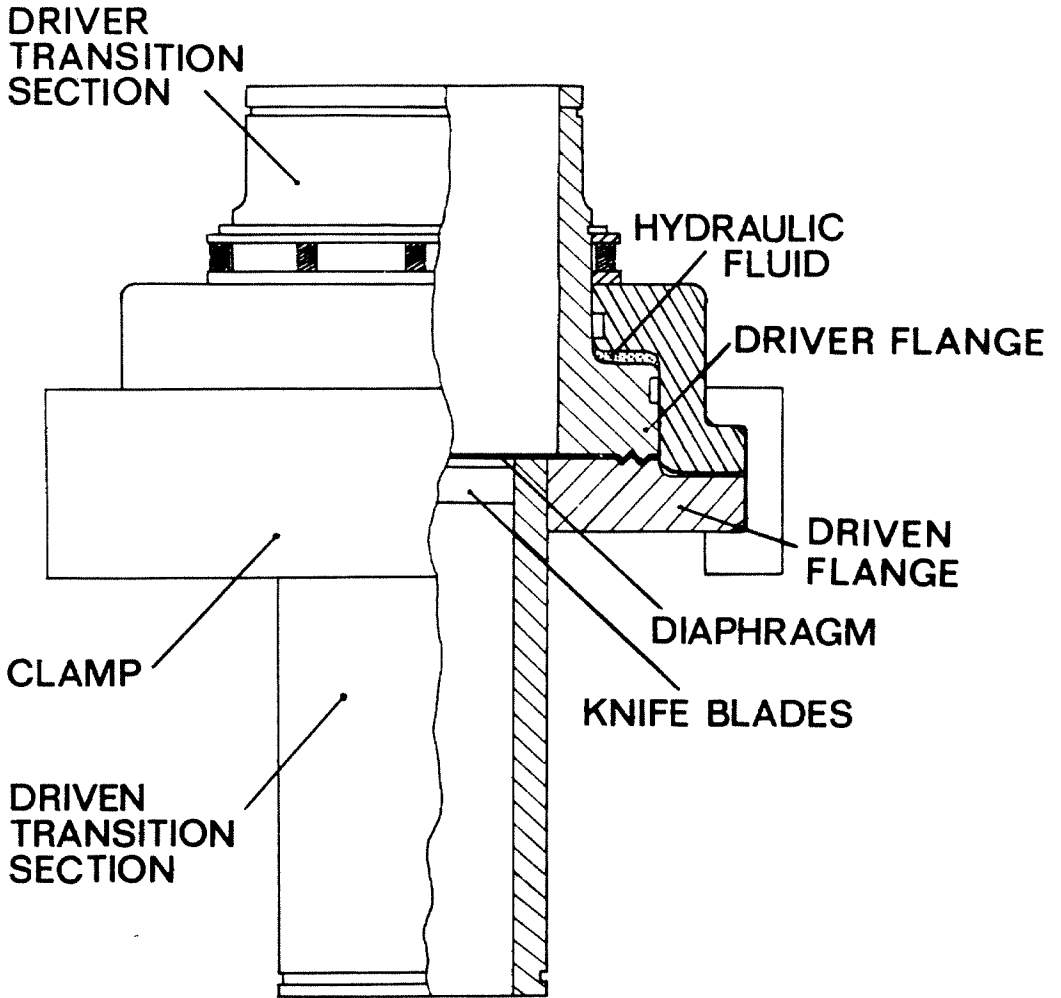 DRIVER
TRANSITION
SECTION
HYDRAULIC
FLUID
DRIVER FLANGE
DRIVEN
FLANGE
DIAPHRAGM
CLAMP
KNIFE BLADES
DRIVEN
TRANSITION
SECTION